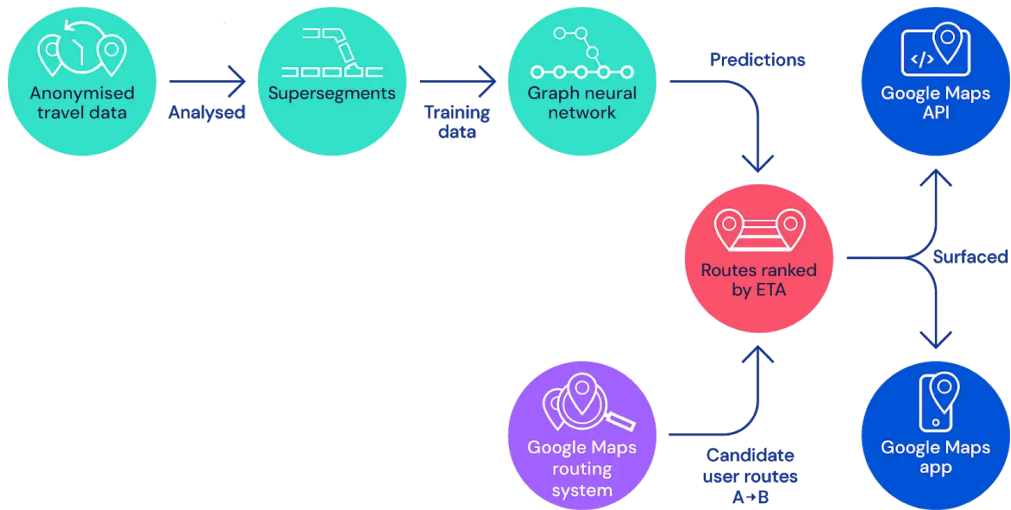 Anonymised
travel data
Analysed
Supersegments
Training
data
Graph neural
network
Predictions
</>
Google Maps
API
Routes ranked
by ETA
Surfaced
Google Maps
routing
system
Candidate
user routes
A→B
Google Maps
app